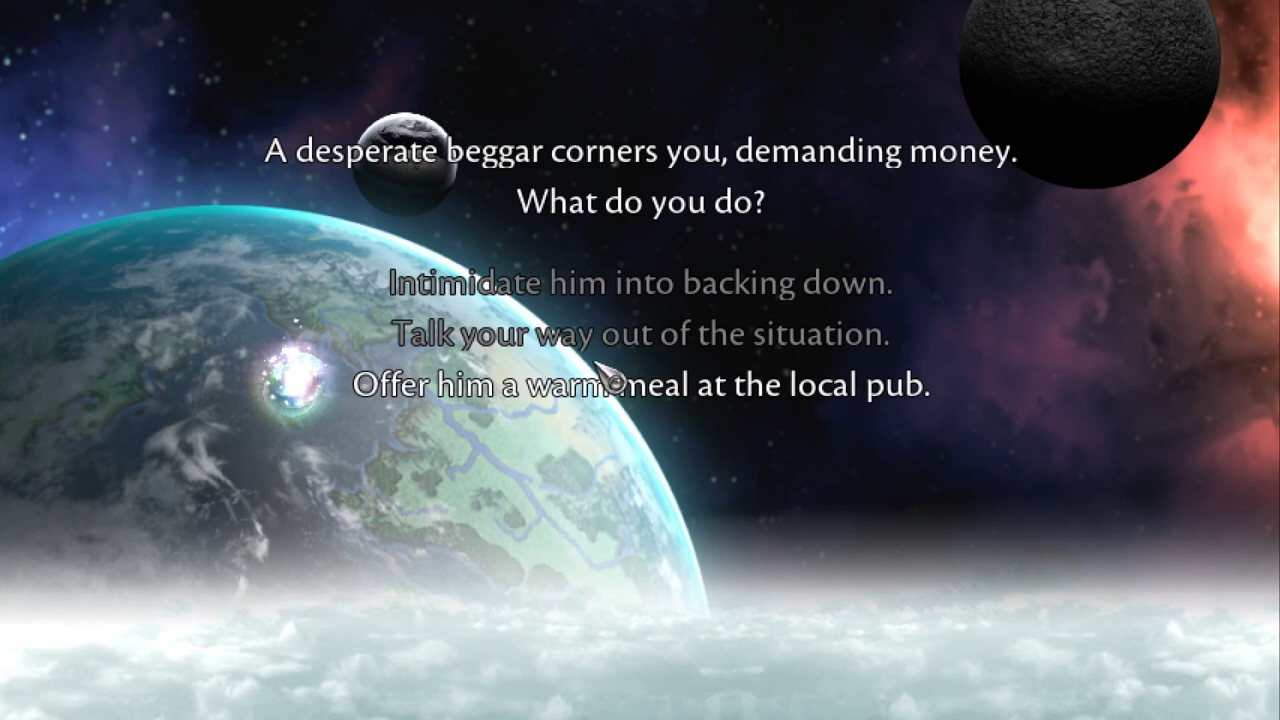 A desperate beggar corners you, demanding money.
What do you do?
Intimidate him into backing down.
Talk your way out of the situation.
Offer him a warm meal at the local pub.